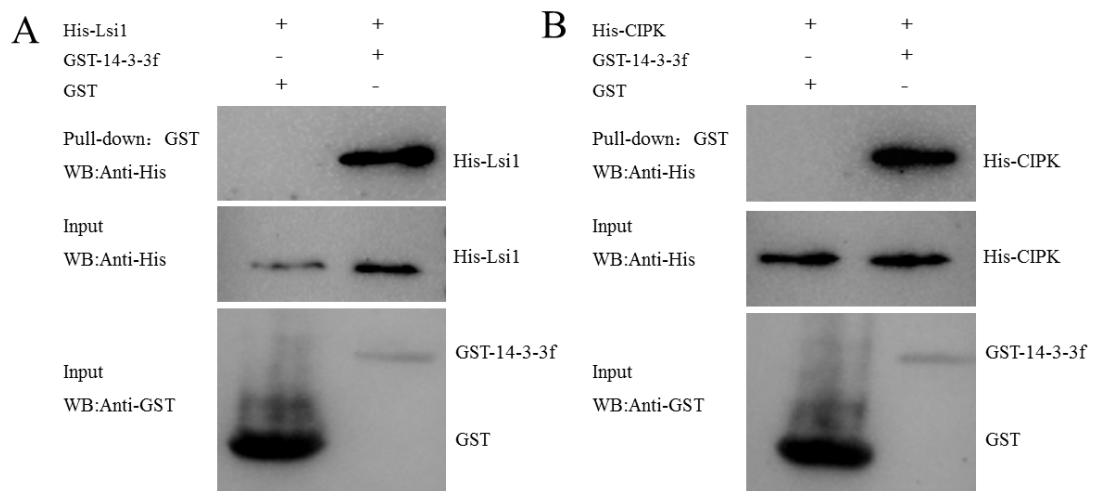 A
His-Lsi1 + +
GST-14-3-3f - +
GST + -
Pull-down：GST
WB:Anti-His
His-Lsi1
Input
WB:Anti-His
His-Lsi1
Input
WB:Anti-GST
GST-14-3-3f
GST
B
His-CIPK + +
GST-14-3-3f - +
GST + -
Pull-down：GST
WB:Anti-His
His-CIPK
Input
WB:Anti-His
His-CIPK
Input
WB:Anti-GST
GST-14-3-3f
GST